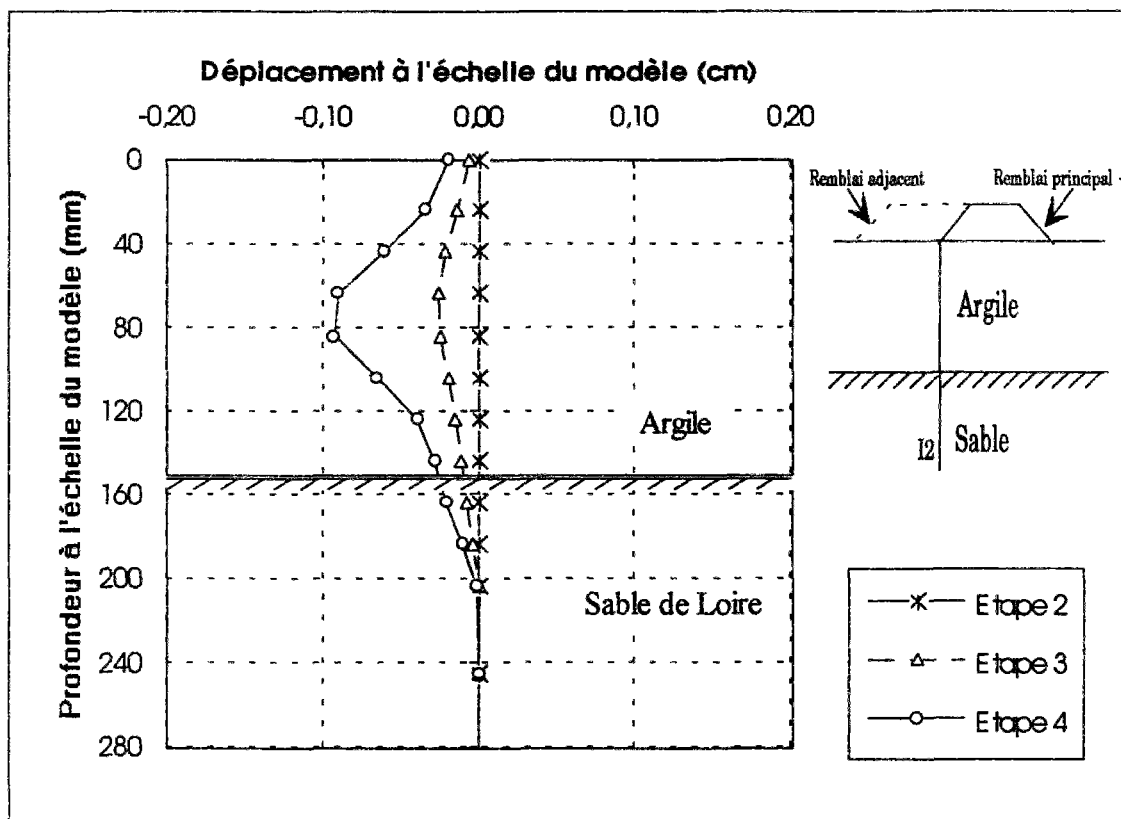 Déplacement à l'échelle du modèle (cm)
-0,20 -0,10 0,00 0,10 0,20
Profondeur à l'échelle du modèle (mm)
0
40
80
120
160
200
240
280
Argile
Sable de Loire
Remblai adjacent
Remblai principal
Argile
I2
Sable
Etape 2
Etape 3
Etape 4